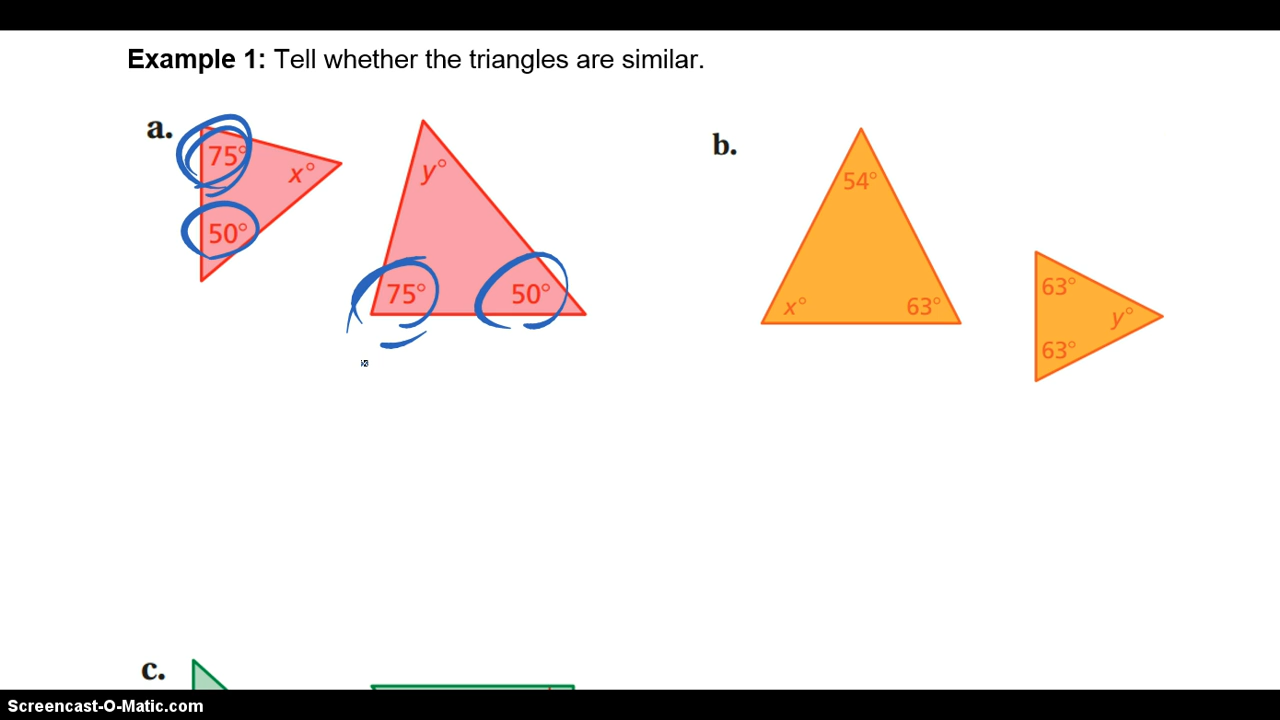 Example 1: Tell whether the triangles are similar.
a.
75°
x°
50°
y°
75°
50°
b.
54°
x°
63°
63°
y°
63°
c.
Screencast-O-Matic.com